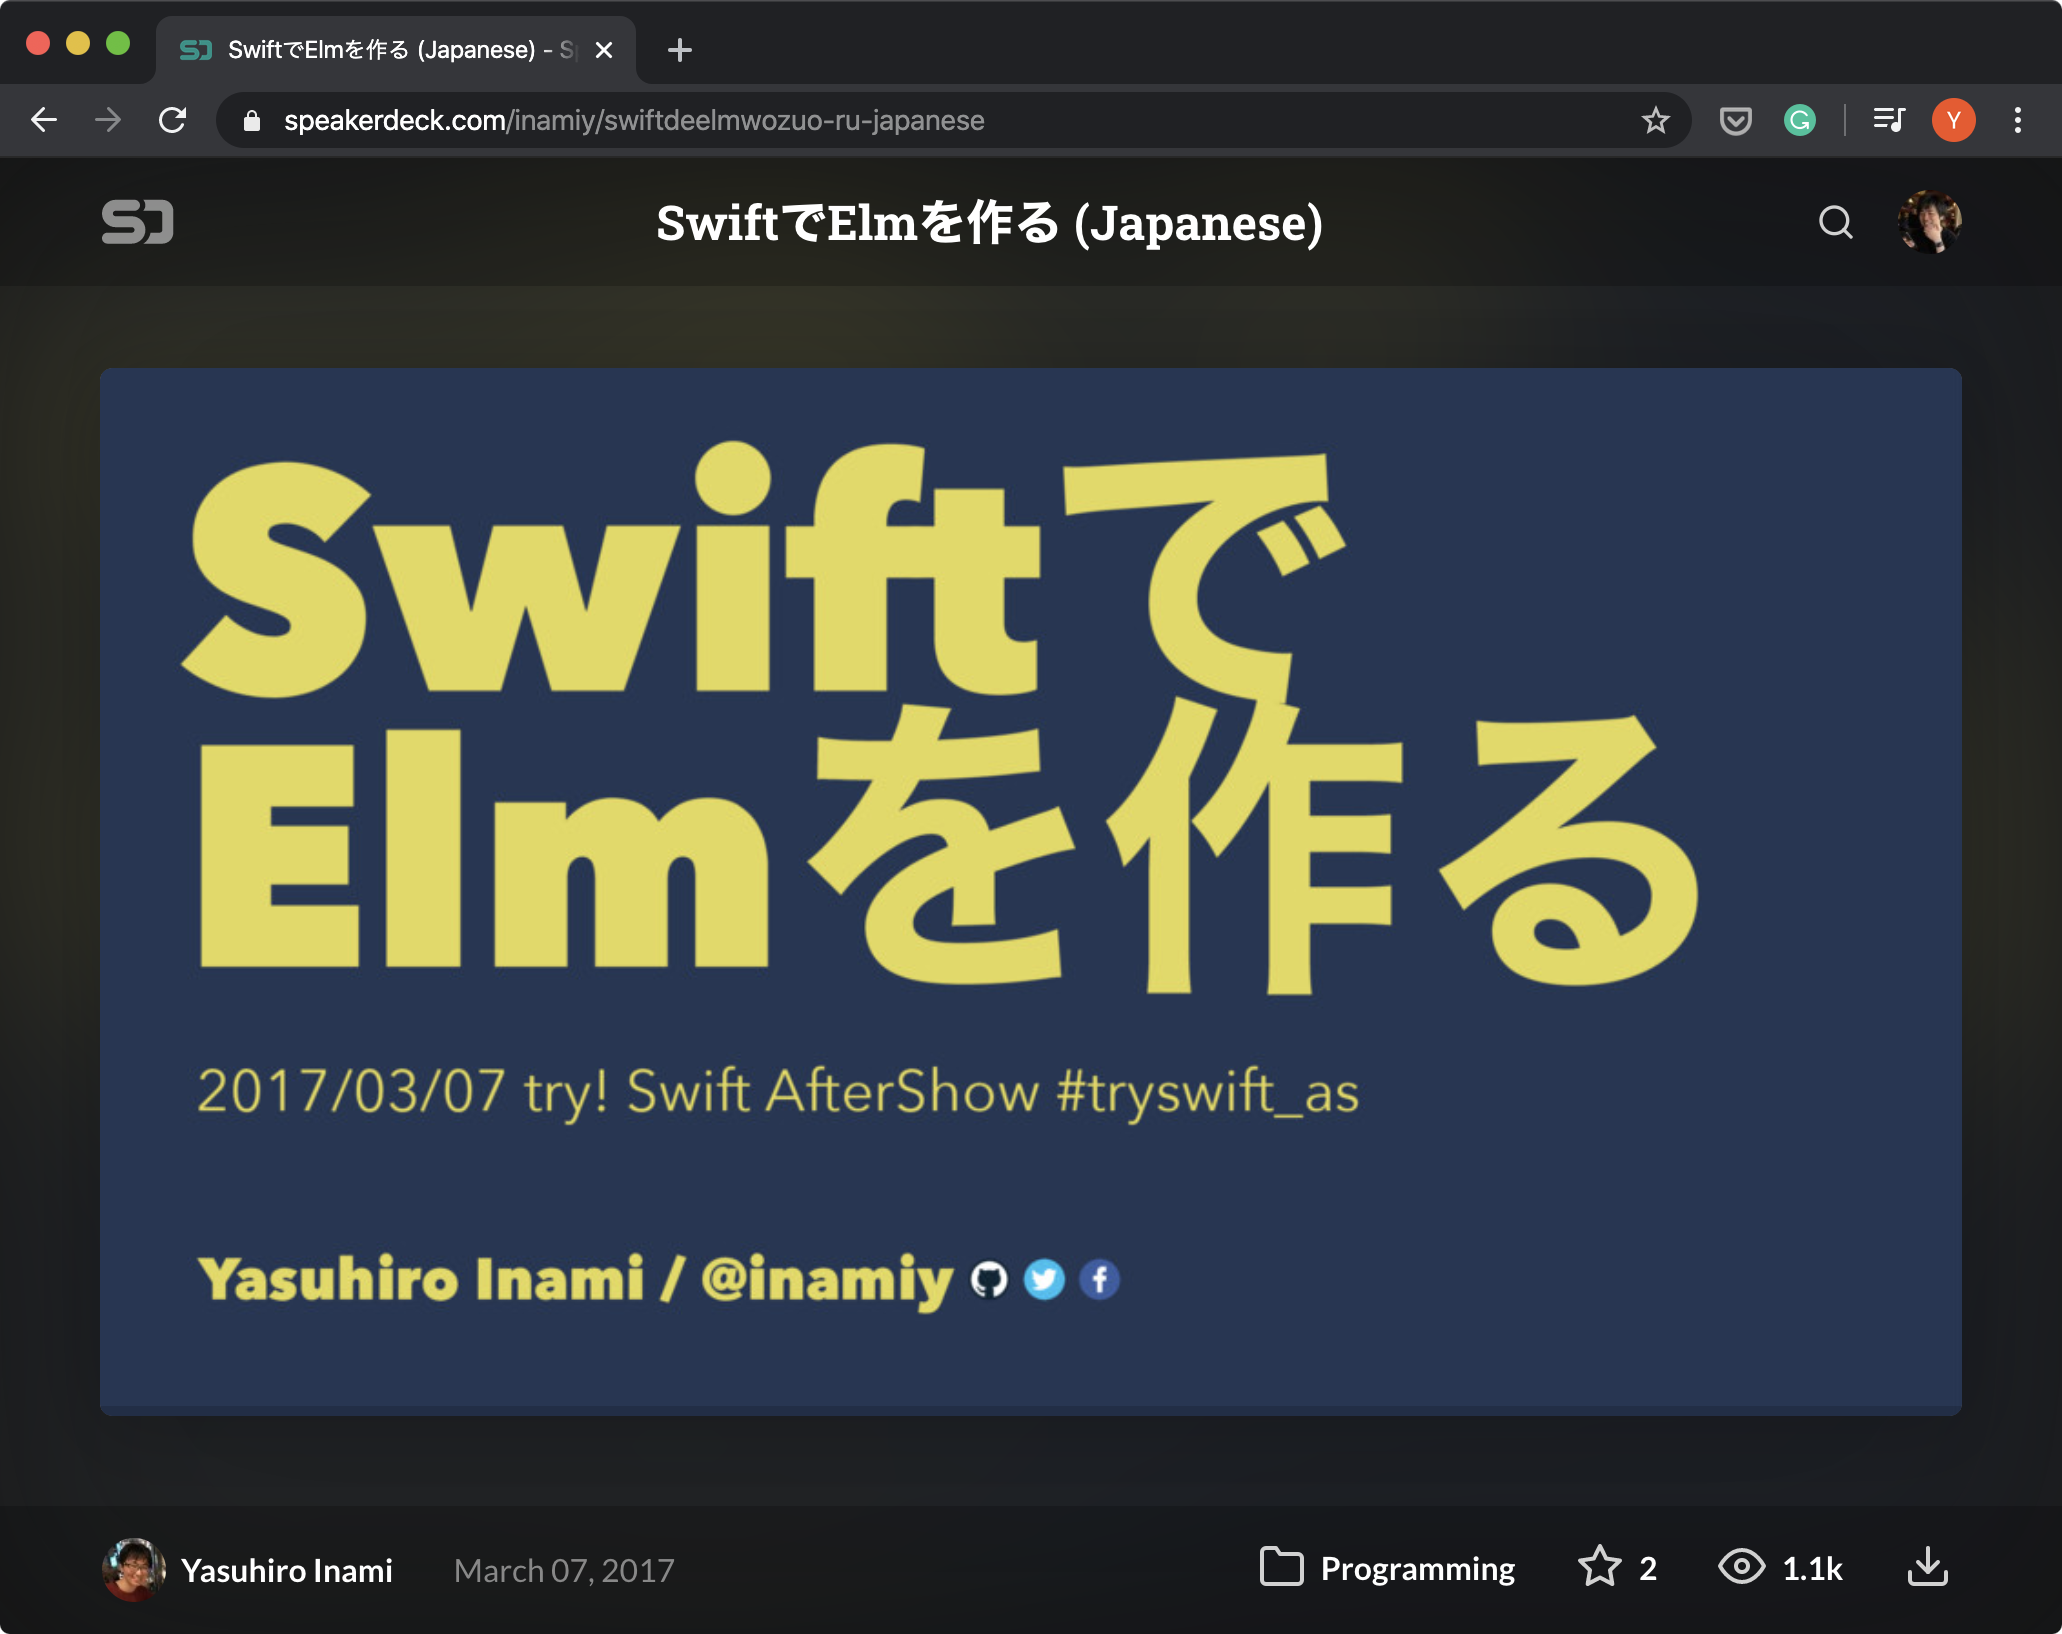 SwiftでElmを作る (Japanese) - S
speakerdeck.com/inamiy/swiftdeelmwozuo-ru-japanese
Y
SwiftでElmを作る (Japanese)
Swiftで
Elmを作る
2017/03/07 try! Swift AfterShow #tryswift_as
Yasuhiro Inami / @inamiy
Yasuhiro Inami
March 07, 2017
Programming
2
1.1k